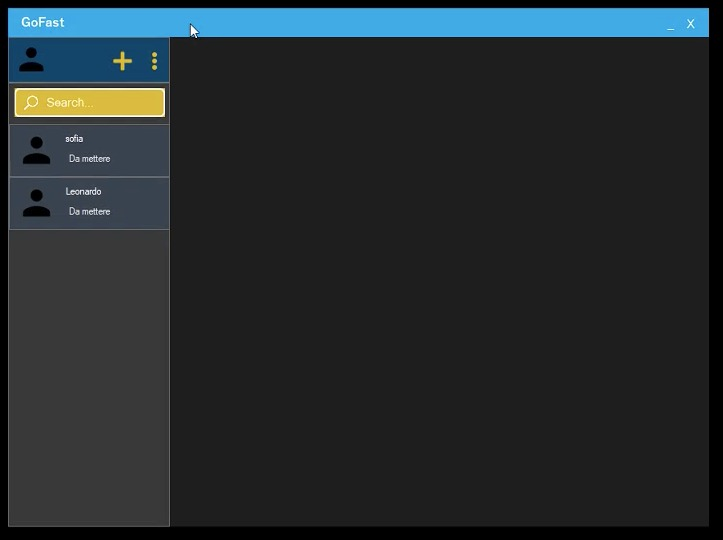 GoFast
_ X
Search...
sofia
Da mettere
Leonardo
Da mettere